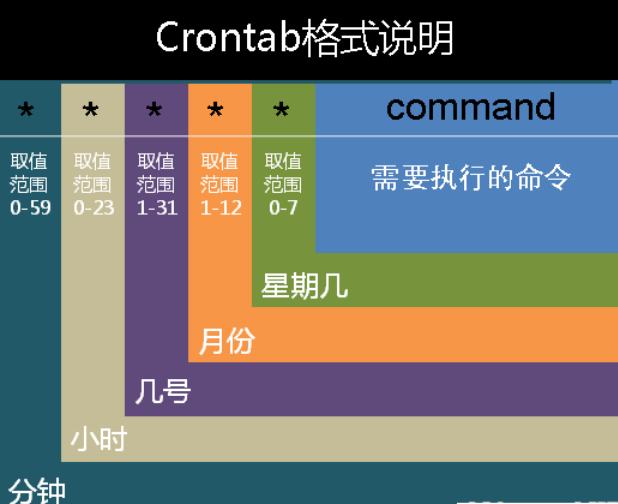 Crontab格式说明
* * * * * command
取值 取值 取值 取值 取值
范围 范围 范围 范围 范围
0-59 0-23 1-31 1-12 0-7
需要执行的命令
星期几
月份
几号
小时
分钟